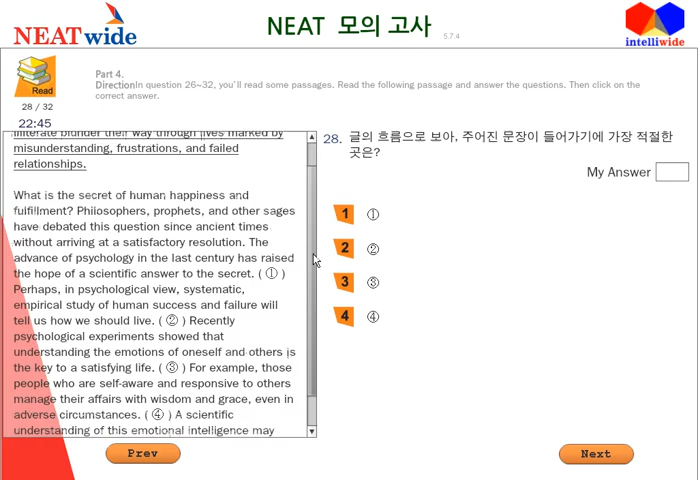 NEATwide
NEAT 모의 고사
5.7.4
intelliwide
Read
28 / 32
22:45
Part 4.
DirectionIn question 26~32, you'll read some passages. Read the following passage and answer the questions. Then click on the
correct answer.
illiterate blunder their way through lives marked by
misunderstanding, frustrations, and failed
relationships.
What is the secret of human happiness and
fulfillment? Philosophers, prophets, and other sages
have debated this question since ancient times
without arriving at a satisfactory resolution. The
advance of psychology in the last century has raised
the hope of a scientific answer to the secret. ( ① )
Perhaps, in psychological view, systematic,
empirical study of human success and failure will
tell us how we should live. ( ② ) Recently
psychological experiments showed that
understanding the emotions of oneself and others is
the key to a satisfying life. ( ③ ) For example, those
people who are self-aware and responsive to others
manage their affairs with wisdom and grace, even in
adverse circumstances. ( ④ ) A scientific
understanding of this emotional intelligence may
28. 글의 흐름으로 보아, 주어진 문장이 들어가기에 가장 적절한
곳은?
My Answer
1 ①
2 ②
3 ③
4 ④
Prev
Next